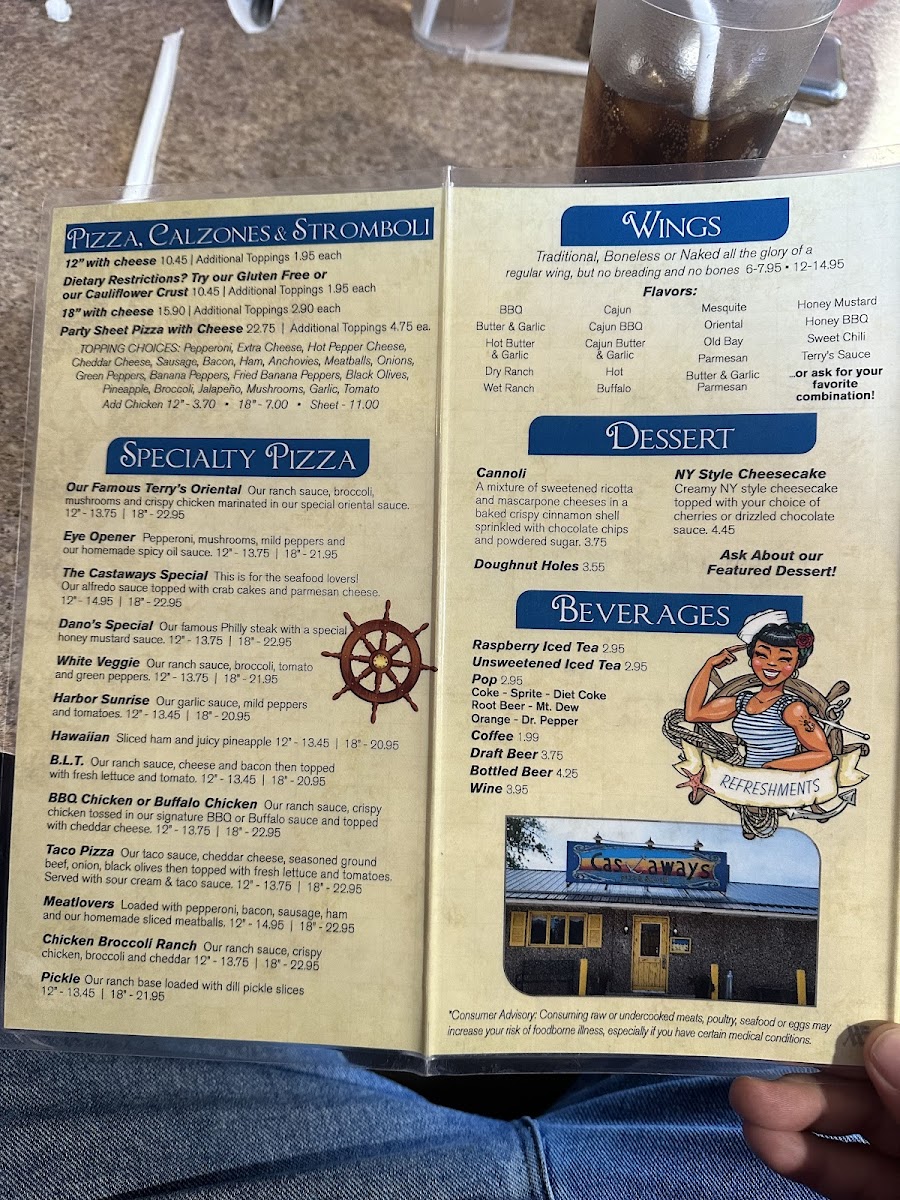 PIZZA, CALZONES & STROMBOLI
12" with cheese 10.45 | Additional Toppings 1.95 each
Dietary Restrictions? Try our Gluten Free or
our Cauliflower Crust 10.45 | Additional Toppings 1.95 each
18" with cheese 15.90 | Additional Toppings 2.90 each
Party Sheet Pizza with Cheese 22.75 | Additional Toppings 4.75 ea.
TOPPING CHOICES: Pepperoni, Extra Cheese, Hot Pepper Cheese,
Cheddar Cheese, Sausage, Bacon, Ham, Anchovies, Meatballs, Onions,
Green Peppers, Banana Peppers, Fried Banana Peppers, Black Olives,
Pineapple, Broccoli, Jalapeño, Mushrooms, Garlic, Tomato
Add Chicken 12" - 3.70 • 18" - 7.00 • Sheet - 11.00
SPECIALTY PIZZA
Our Famous Terry's Oriental Our ranch sauce, broccoli,
mushrooms and crispy chicken marinated in our special oriental sauce.
12" - 13.75 | 18" - 22.95
Eye Opener Pepperoni, mushrooms, mild peppers and
our homemade spicy oil sauce. 12" - 13.75 | 18" - 21.95
The Castaways Special This is for the seafood lovers!
Our alfredo sauce topped with crab cakes and parmesan cheese.
12" - 14.95 | 18" - 22.95
Dano's Special Our famous Philly steak with a special
honey mustard sauce. 12" - 13.75 | 18" - 22.95
White Veggie Our ranch sauce, broccoli, tomato
and green peppers. 12" - 13.75 | 18" - 21.95
Harbor Sunrise Our garlic sauce, mild peppers
and tomatoes. 12" - 13.45 | 18" - 20.95
Hawaiian Sliced ham and juicy pineapple 12" - 13.45 | 18" - 20.95
B.L.T. Our ranch sauce, cheese and bacon then topped
with fresh lettuce and tomato. 12" - 13.45 | 18" - 20.95
BBQ Chicken or Buffalo Chicken Our ranch sauce, crispy
chicken tossed in our signature BBQ or Buffalo sauce and topped
with cheddar cheese. 12" - 13.75 | 18" - 22.95
Taco Pizza Our taco sauce, cheddar cheese, seasoned ground
beef, onion, black olives then topped with fresh lettuce and tomatoes.
Served with sour cream & taco sauce. 12" - 13.75 | 18" - 22.95
Meatlovers Loaded with pepperoni, bacon, sausage, ham
and our homemade sliced meatballs. 12" - 14.95 | 18" - 22.95
Chicken Broccoli Ranch Our ranch sauce, crispy
chicken, broccoli and cheddar 12" - 13.75 | 18" - 22.95
Pickle Our ranch base loaded with dill pickle slices
12" - 13.45 | 18" - 21.95
WINGS
Traditional, Boneless or Naked all the glory of a
regular wing, but no breading and no bones 6-7.95 • 12-14.95
Flavors:
BBQ
Butter & Garlic
Hot Butter
& Garlic
Dry Ranch
Wet Ranch
Cajun
Cajun BBQ
Cajun Butter
& Garlic
Hot
Buffalo
Mesquite
Oriental
Old Bay
Parmesan
Butter & Garlic
Parmesan
Honey Mustard
Honey BBQ
Sweet Chili
Terry's Sauce
...or ask for your
favorite
combination!
DESSERT
Cannoli
A mixture of sweetened ricotta
and mascarpone cheeses in a
baked crispy cinnamon shell
sprinkled with chocolate chips
and powdered sugar. 3.75
Doughnut Holes 3.55
NY Style Cheesecake
Creamy NY style cheesecake
topped with your choice of
cherries or drizzled chocolate
sauce. 4.45
Ask About our
Featured Dessert!
BEVERAGES
Raspberry Iced Tea 2.95
Unsweetened Iced Tea 2.95
Pop 2.95
Coke - Sprite - Diet Coke
Root Beer - Mt. Dew
Orange - Dr. Pepper
Coffee 1.99
Draft Beer 3.75
Bottled Beer 4.25
Wine 3.95
REFRESHMENTS
Castaways
*Consumer Advisory: Consuming raw or undercooked meats, poultry, seafood or eggs may
increase your risk of foodborne illness, especially if you have certain medical conditions.